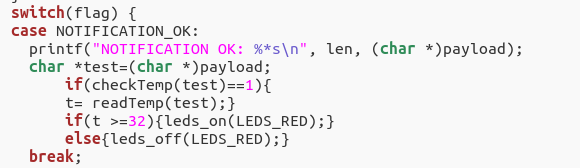 switch(flag) {
case NOTIFICATION_OK:
printf("NOTIFICATION OK: %*s\n", len, (char *)payload);
char *test=(char *)payload;
if(checkTemp(test)==1){
t= readTemp(test);}
if(t >=32){leds_on(LEDS_RED);}
else{leds_off(LEDS_RED);}
break;